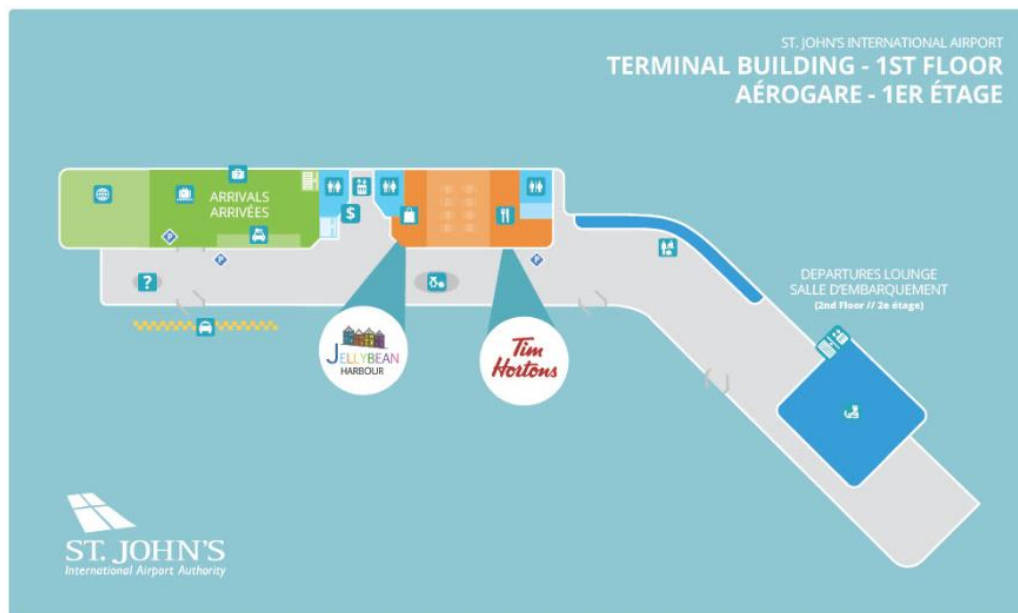 ST. JOHN'S INTERNATIONAL AIRPORT
TERMINAL BUILDING - 1ST FLOOR
AÉROGARE - 1ER ÉTAGE
ARRIVALS
ARRIVÉES
$
P
P
P
?
DEPARTURES LOUNGE
SALLE D'EMBARQUEMENT
(2nd Floor // 2e étage)
JELLYBEAN
HARBOUR
Tim
Hortons
ST. JOHN'S
International Airport Authority